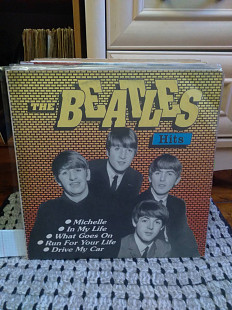 THE BEATLES
Hits
Michelle
In My Life
What Goes On
Run For Your Life
Drive My Car